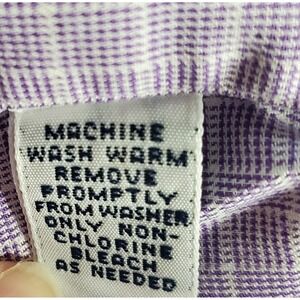 MACHINE
WASH WARM
REMOVE
PROMPTLY
FROM WASHER
ONLY NON-
CHLORINE
BLEACH
AS NEEDED